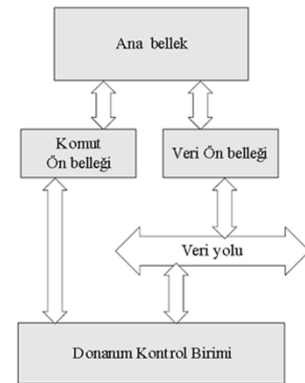 Ana bellek
Komut
Ön belleği
Veri Ön belleği
Veri yolu
Donanım Kontrol Birimi